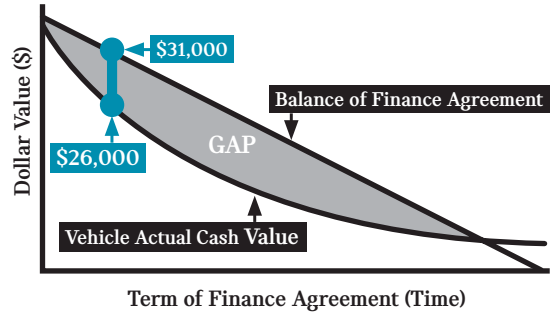 Dollar Value ($)
$31,000
Balance of Finance Agreement
GAP
$26,000
Vehicle Actual Cash Value
Term of Finance Agreement (Time)